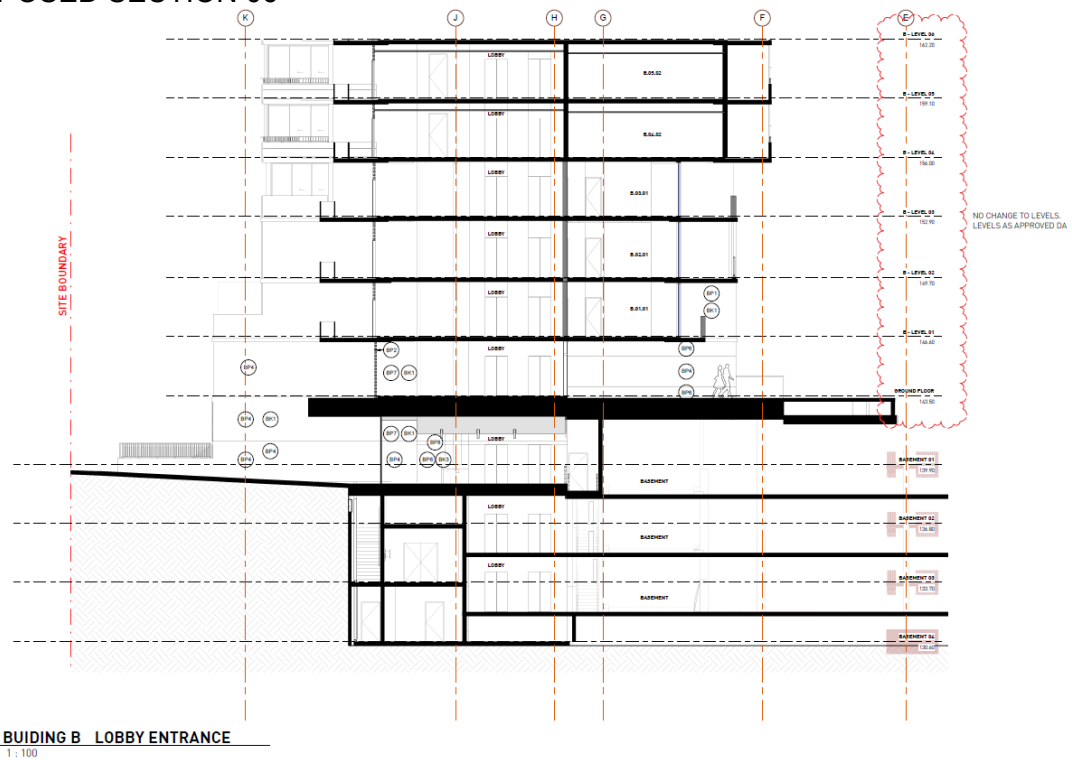 POSED SECTION
K
J
H
G
F
E
B - LEVEL 06
162.20
LOBBY
B.05.02
B - LEVEL 05
159.10
LOBBY
B.04.02
B - LEVEL 04
156.00
LOBBY
B.03.01
B - LEVEL 03
152.90
NO CHANGE TO LEVELS.
LEVELS AS APPROVED DA
SITE BOUNDARY
LOBBY
B.02.01
B - LEVEL 02
149.70
LOBBY
BP1
BK1
B.01.01
B - LEVEL 01
146.60
LOBBY
BP2
BP7
BK1
BP4
BP4
GROUND FLOOR
143.50
BP4
BK1
BP4
BP4
BP7
BK1
BP4
BK3
LOBBY
BASEMENT
BASEMENT 01
139.90
LOBBY
BASEMENT
BASEMENT 02
136.80
LOBBY
BASEMENT
BASEMENT 03
133.70
BASEMENT 04
130.60
BUIDING B LOBBY ENTRANCE
1 : 100